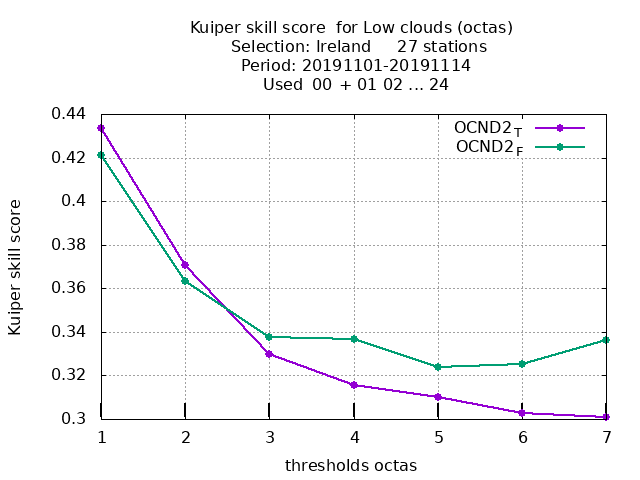 Kuiper skill score  for Low clouds (octas)
Selection: Ireland     27 stations
Period: 20191101-20191114
Used  00 + 01 02 ... 24
OCND2T
OCND2F
0.44
0.42
0.4
0.38
0.36
0.34
0.32
0.3
Kuiper skill score
1 2 3 4 5 6 7
thresholds octas